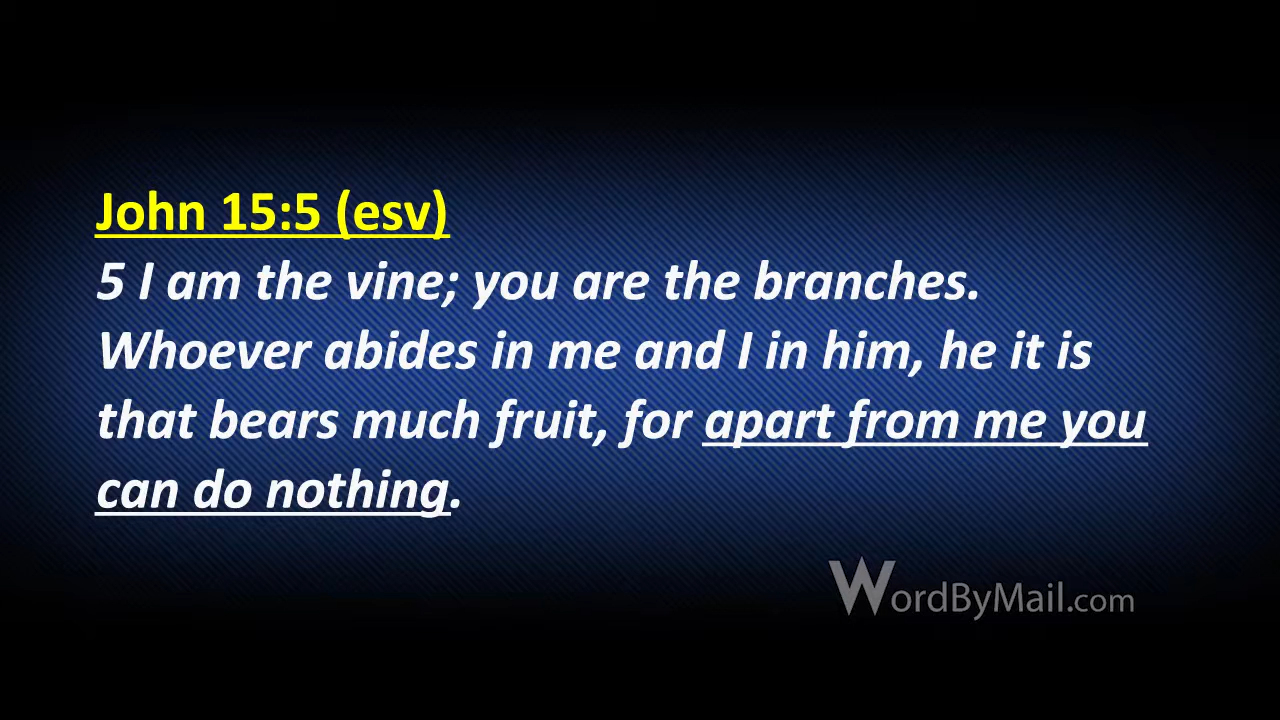 John 15:5 (esv)
5 I am the vine; you are the branches.
Whoever abides in me and I in him, he it is
that bears much fruit, for apart from me you
can do nothing.
WordByMail.com